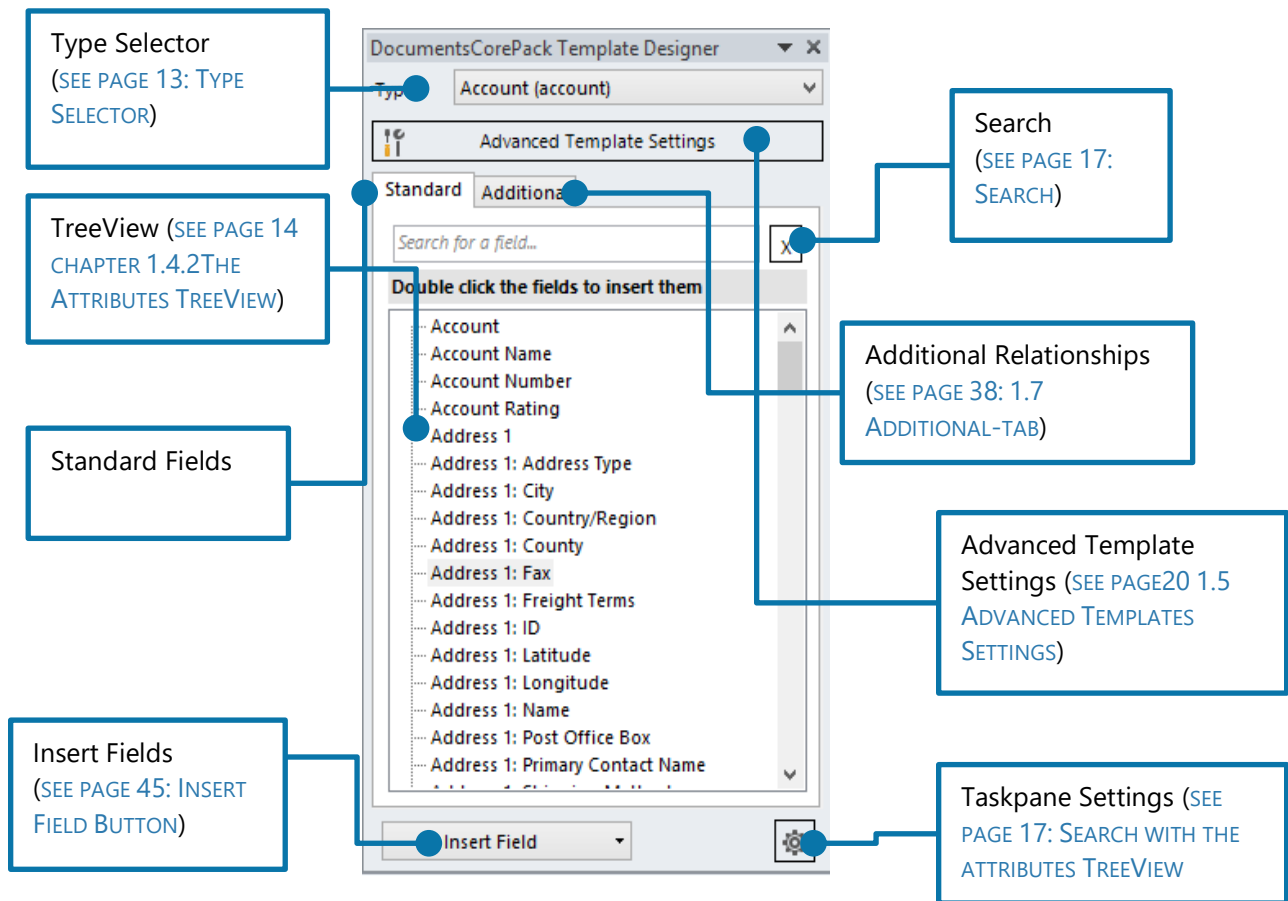 Type Selector
(SEE PAGE 13: TYPE
SELECTOR)
TreeView (SEE PAGE 14
CHAPTER 1.4.2THE
ATTRIBUTES TREEVIEW)
Standard Fields
Insert Fields
(SEE PAGE 45: INSERT
FIELD BUTTON)
DocumentsCorePack Template Designer
Account (account)
Advanced Template Settings
Standard
Search for a field...
X
Double click the fields to insert them
Account
Account Name
Account Number
Account Rating
Address 1
Address 1: Address Type
Address 1: City
Address 1: Country/Region
Address 1: County
Address 1: Fax
Address 1: Freight Terms
Address 1: ID
Address 1: Latitude
Address 1: Longitude
Address 1: Name
Address 1: Post Office Box
Address 1: Primary Contact Name
Insert Field
Search
(SEE PAGE 17:
SEARCH)
Additional Relationships
(SEE PAGE 38: 1.7
ADDITIONAL-TAB)
Advanced Template
Settings (SEE PAGE20 1.5
ADVANCED TEMPLATES
SETTINGS)
Taskpane Settings (SEE
PAGE 17: SEARCH WITH THE
ATTRIBUTES TREEVIEW